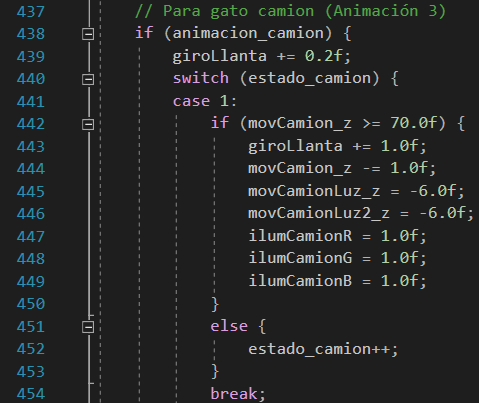 437 // Para gato camion (Animación 3)
438 if (animacion_camion) {
439 giroLlanta += 0.2f;
440 switch (estado_camion) {
441 case 1:
442 if (movCamion_z >= 70.0f) {
443 giroLlanta += 1.0f;
444 movCamion_z -= 1.0f;
445 movCamionLuz_z = -6.0f;
446 movCamionLuz2_z = -6.0f;
447 ilumCamionR = 1.0f;
448 ilumCamionG = 1.0f;
449 ilumCamionB = 1.0f;
450 }
451 else {
452 estado_camion++;
453 }
454 break;